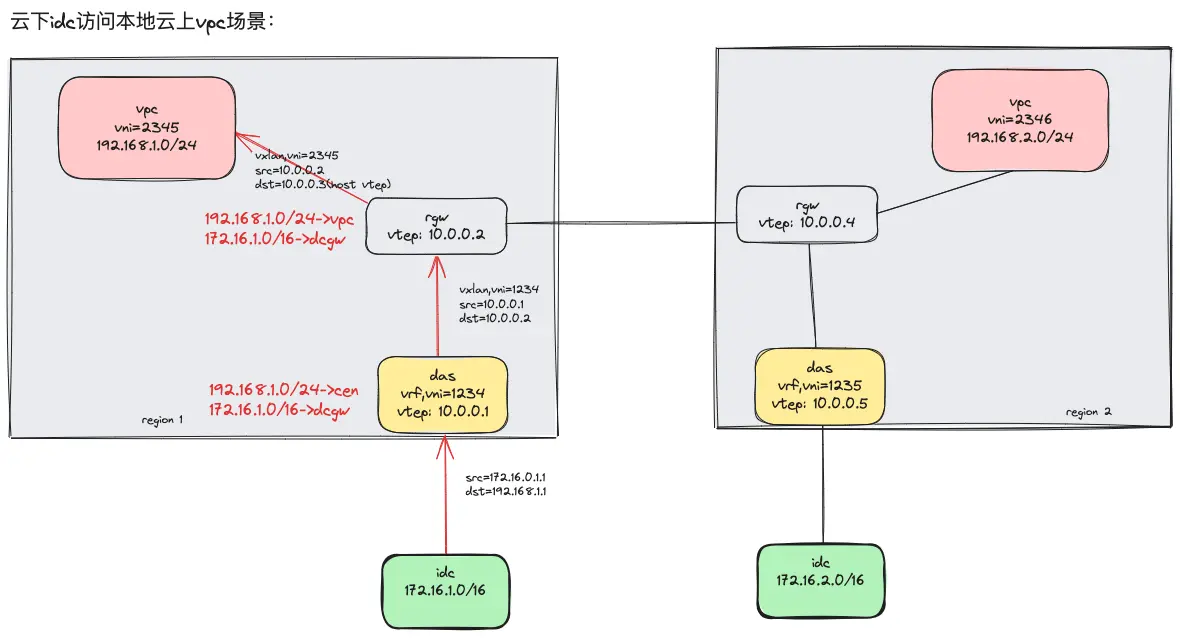 云下idc访问本地云上vpc场景：
vpc
vni=2345
192.168.1.0/24
vxlan,vni=2345
src=10.0.0.2
dst=10.0.0.3(host vtep)
192.168.1.0/24->vpc
172.16.1.0/16->dcgw
rgw
vtep: 10.0.0.2
vxlan,vni=1234
src=10.0.0.1
dst=10.0.0.2
192.168.1.0/24->cen
172.16.1.0/16->dcgw
das
vrf,vni=1234
vtep: 10.0.0.1
region 1
src=172.16.0.1.1
dst=192.168.1.1
idc
172.16.1.0/16
vpc
vni=2346
192.168.2.0/24
rgw
vtep: 10.0.0.4
das
vrf,vni=1235
vtep: 10.0.0.5
region 2
idc
172.16.2.0/16